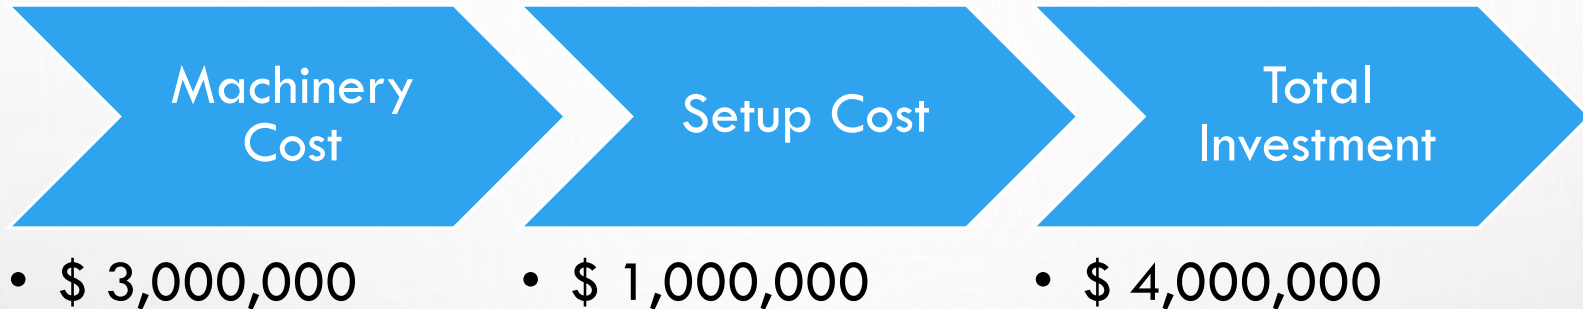 Machinery
Cost
Setup Cost
Total
Investment
• $ 3,000,000
• $ 1,000,000
• $ 4,000,000